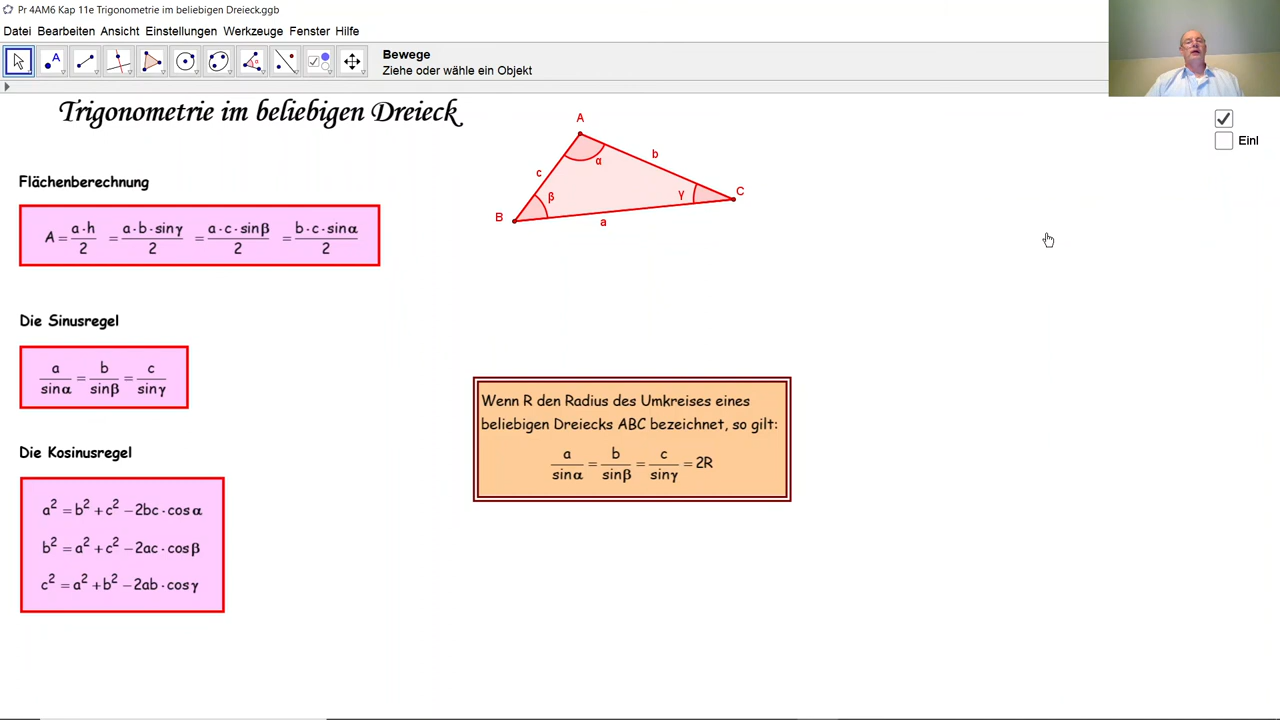 Pr 4AM6 Kap 11e Trigonometrie im beliebigen Dreieck.ggb
Datei Bearbeiten Ansicht Einstellungen Werkzeuge Fenster Hilfe
A
Bewege
Ziehe oder wähle ein Objekt
Trigonometrie im beliebigen Dreieck
A
b
c
α
β
γ
C
B
a
Einl
Flächenberechnung
A = a·h/2 = a·b·sinγ/2 = a·c·sinβ/2 = b·c·sinα/2
Die Sinusregel
a/sinα = b/sinβ = c/sinγ
Wenn R den Radius des Umkreises eines
beliebigen Dreiecks ABC bezeichnet, so gilt:
a/sinα = b/sinβ = c/sinγ = 2R
Die Kosinusregel
a² = b² + c² − 2bc·cosα
b² = a² + c² − 2ac·cosβ
c² = a² + b² − 2ab·cosγ